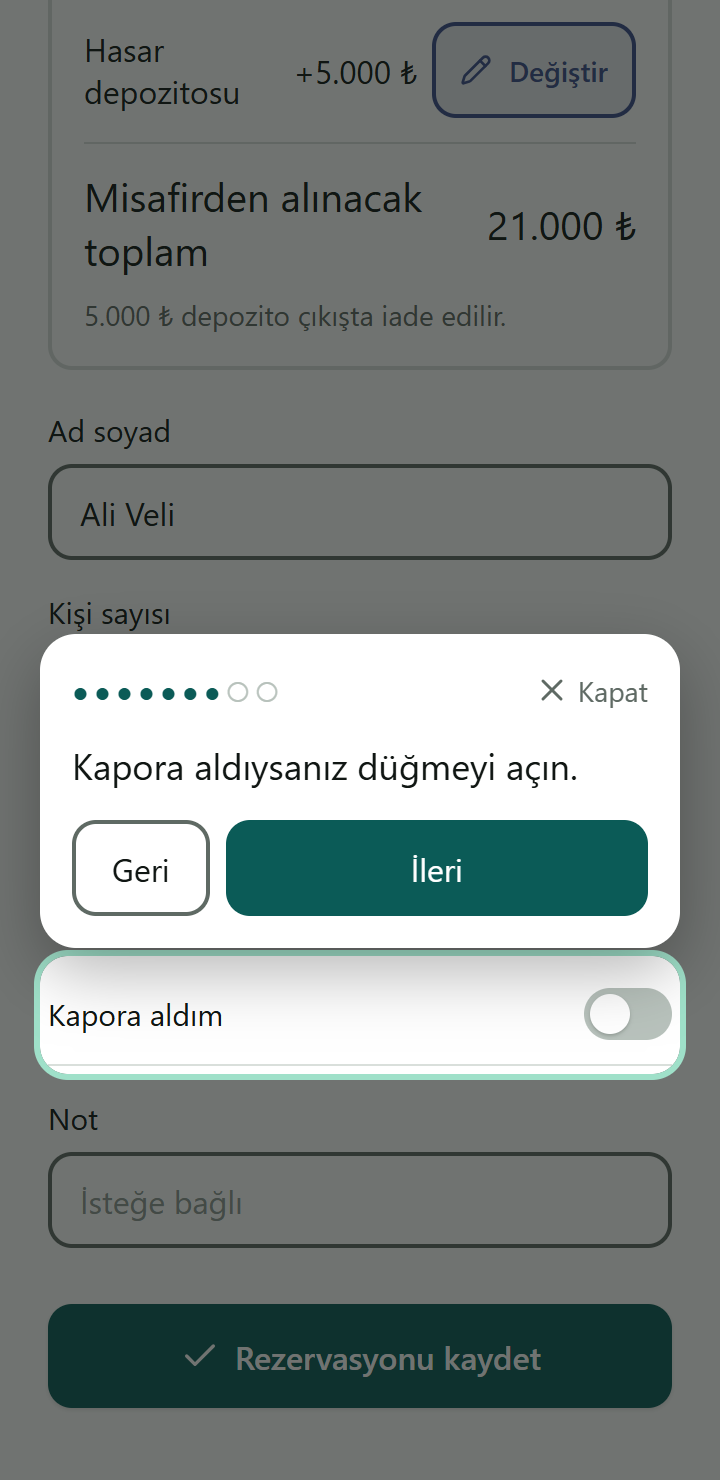 Hasar
depozitosu
+5.000 ₺
Değiştir
Misafirden alınacak
toplam
21.000 ₺
5.000 ₺ depozito çıkışta iade edilir.
Ad soyad
Ali Veli
Kişi sayısı
Kapat
Kapora aldıysanız düğmeyi açın.
Geri
İleri
Kapora aldım
Not
İsteğe bağlı
Rezervasyonu kaydet